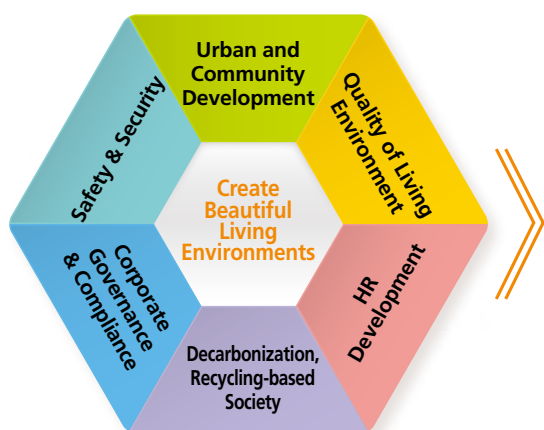 Urban and
Community
Development
Quality of Living
Environment
HR
Development
Decarbonization,
Recycling-based
Society
Corporate
Governance
& Compliance
Safety & Security
Create
Beautiful
Living
Environments